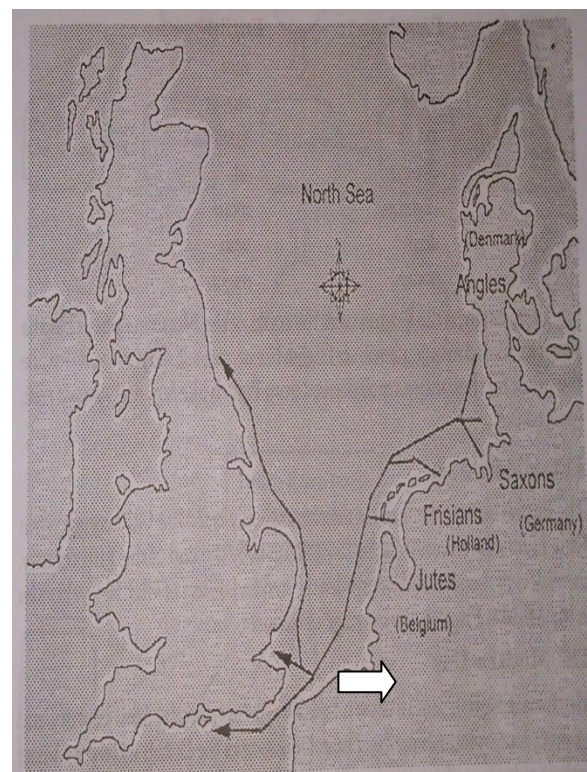 North Sea
(Denmark)
Angles
Saxons
Frisians
(Germany)
(Holland)
Jutes
(Belgium)